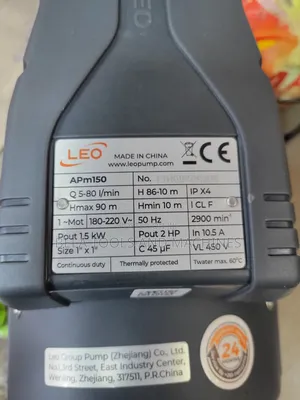 LEO
LEO
MADE IN CHINA
www.leopump.com
APm150 No.
Q 5-80 l/min H 86-10 m IP X4
Hmax 90 m Hmin 10 m I CL F
1~Mot 180-220 V~ 50 Hz 2900 min
Pout 1.5 kW Pout 2 HP In 10.5 A
Size 1" x 1" C 45 µF VL 450 V
Continuous duty Thermally protected Twater max. 60°C
Leo Group Pump (Zhejiang) Co., Ltd.
No.1, 3rd Street, East Industry Center,
Wenling, Zhejiang, 317511, P.R.China
24